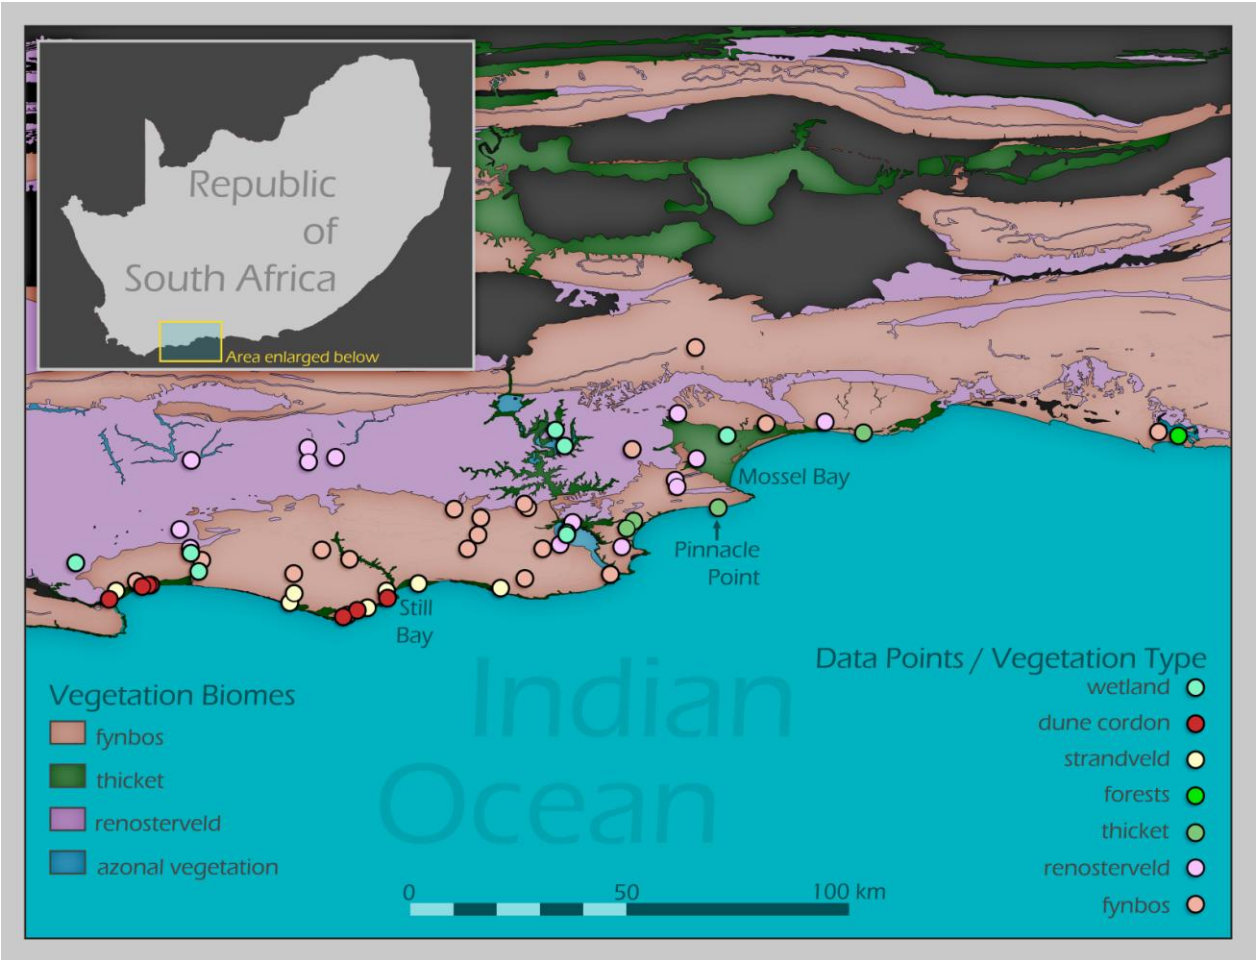 Republic
of
South Africa
Area enlarged below
Mossel Bay
Pinnacle
Point
Still
Bay
Indian
Ocean
Data Points / Vegetation Type
wetland
dune cordon
strandveld
forests
thicket
renosterveld
fynbos
Vegetation Biomes
fynbos
thicket
renosterveld
azonal vegetation
0 50 100 km